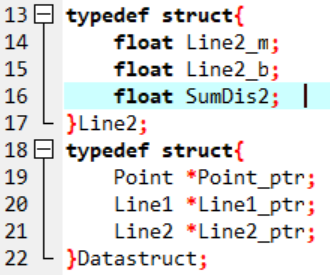 13 typedef struct{
14 float Line2_m;
15 float Line2_b;
16 float SumDis2;
17 }Line2;
18 typedef struct{
19 Point *Point_ptr;
20 Line1 *Line1_ptr;
21 Line2 *Line2_ptr;
22 }Datastruct;